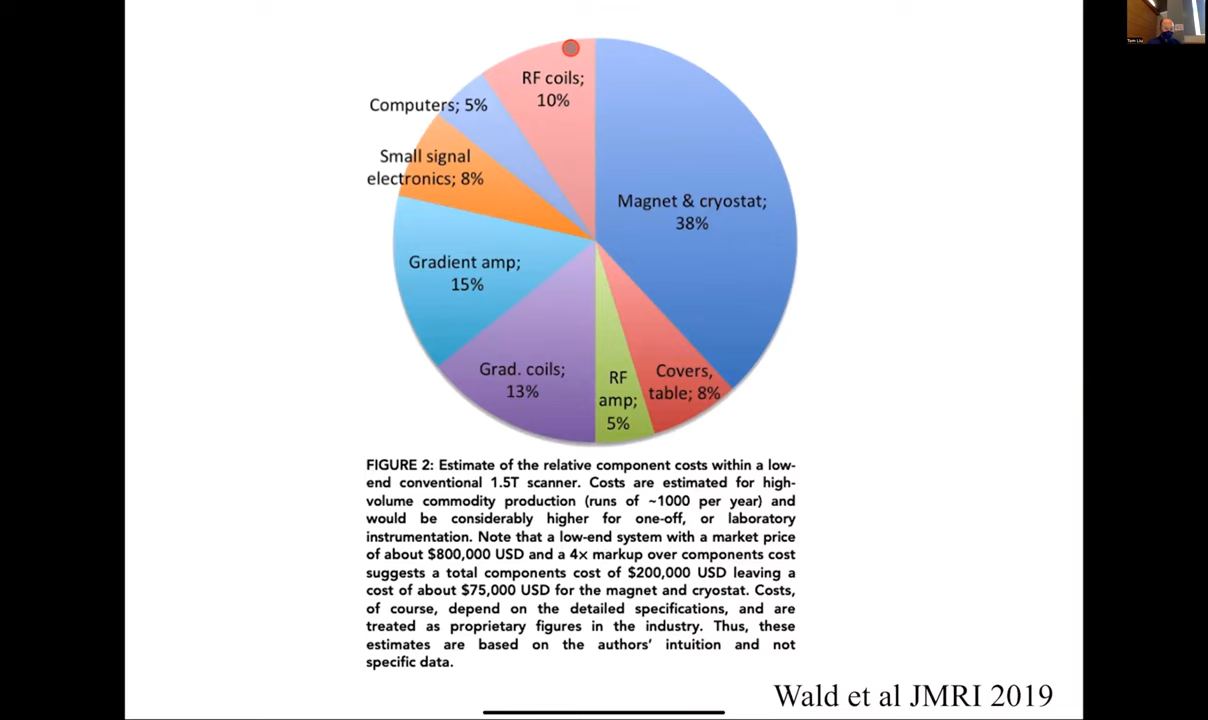 RF coils;
10%
Computers; 5%
Small signal
electronics; 8%
Magnet & cryostat;
38%
Gradient amp;
15%
Grad. coils;
13%
RF
amp;
5%
Covers,
table; 8%
FIGURE 2: Estimate of the relative component costs within a low-
end conventional 1.5T scanner. Costs are estimated for high-
volume commodity production (runs of ~1000 per year) and
would be considerably higher for one-off, or laboratory
instrumentation. Note that a low-end system with a market price
of about $800,000 USD and a 4× markup over components cost
suggests a total components cost of $200,000 USD leaving a
cost of about $75,000 USD for the magnet and cryostat. Costs,
of course, depend on the detailed specifications, and are
treated as proprietary figures in the industry. Thus, these
estimates are based on the authors’ intuition and not
specific data.
Wald et al JMRI 2019
Tom Liu